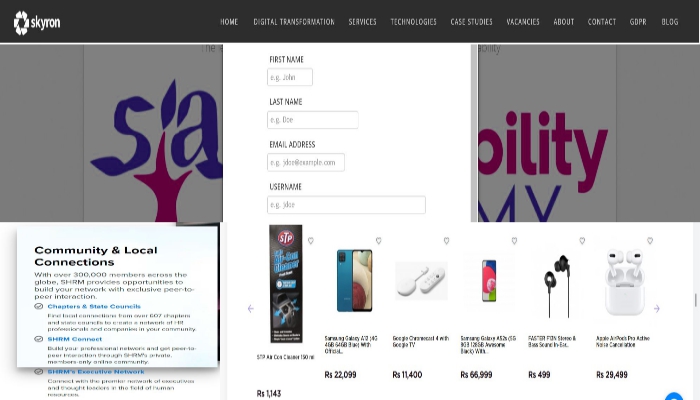 skyron
HOME DIGITAL TRANSFORMATION SERVICES TECHNOLOGIES CASE STUDIES VACANCIES ABOUT CONTACT GDPR BLOG
The
ability
FIRST NAME
e.g. John
LAST NAME
e.g. Doe
EMAIL ADDRESS
e.g. jdoe@example.com
USERNAME
e.g. jdoe
bility
MY
Community & Local
Connections
With over 300,000 members across the
globe, SHRM provides opportunities to
build your network with exclusive peer-to-
peer interaction.
Chapters & State Councils
Find local connections from over 607 chapters
and state councils to create a network of HR
professionals and companies in your community.
SHRM Connect
Build your professional network and get peer-to-
peer interaction through SHRM's private,
members-only online community.
SHRM's Executive Network
Connect with the premier network of executives
and thought leaders in the field of human
resources.
STP
Air Con
Cleaner
STP Air Con Cleaner 150 ml
Rs 1,143
Samsung Galaxy A12 (4G
4GB 64GB Blue) With
Official...
Rs 22,099
Google Chromecast 4 with
Google TV
Rs 11,400
Samsung Galaxy A52s (5G
8GB 128GB Awesome
Black) With...
Rs 66,999
FASTER F13N Stereo &
Bass Sound In-Ear...
Rs 499
Apple AirPods Pro Active
Noise Cancellation
Rs 29,499